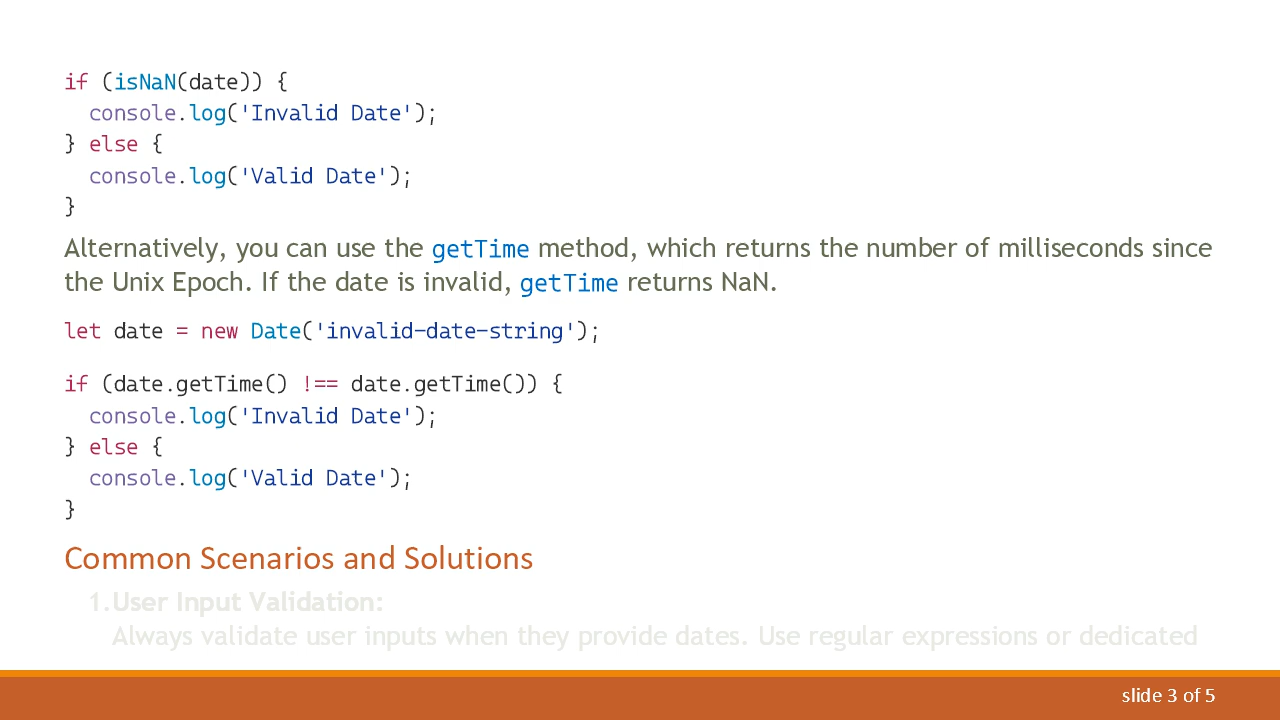 if (isNaN(date)) {
  console.log('Invalid Date');
} else {
  console.log('Valid Date');
}
Alternatively, you can use the getTime method, which returns the number of milliseconds since
the Unix Epoch. If the date is invalid, getTime returns NaN.
let date = new Date('invalid-date-string');
if (date.getTime() !== date.getTime()) {
  console.log('Invalid Date');
} else {
  console.log('Valid Date');
}
Common Scenarios and Solutions
1.User Input Validation:
Always validate user inputs when they provide dates. Use regular expressions or dedicated
slide 3 of 5